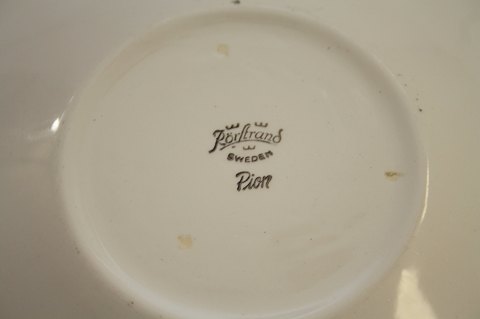 Rörstrand
SWEDEN
Pion